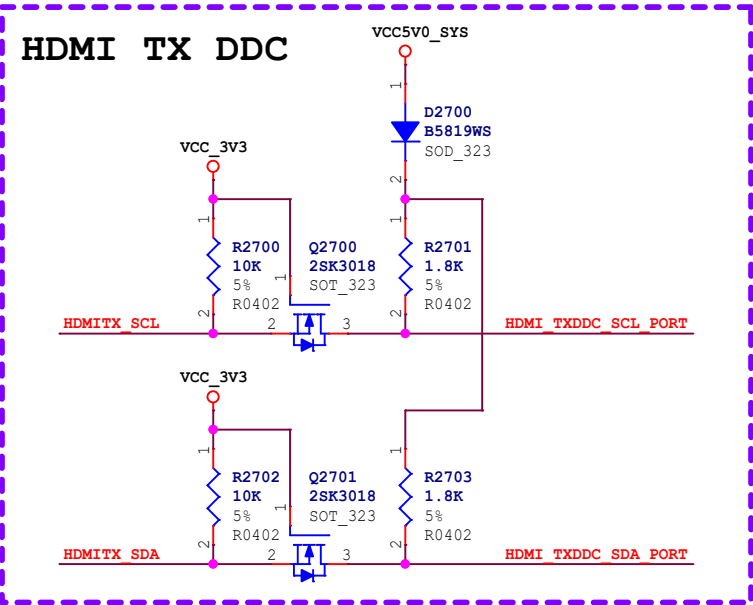 HDMI TX DDC
VCC5V0_SYS
1
D2700
B5819WS
SOD_323
2
VCC_3V3
1
R2700
10K
5%
R0402
2
1
Q2700
2SK3018
SOT_323
2
3
1
R2701
1.8K
5%
R0402
2
HDMITX_SCL
HDMI_TXDDC_SCL_PORT
VCC_3V3
1
R2702
10K
5%
R0402
2
1
Q2701
2SK3018
SOT_323
2
3
1
R2703
1.8K
5%
R0402
2
HDMITX_SDA
HDMI_TXDDC_SDA_PORT